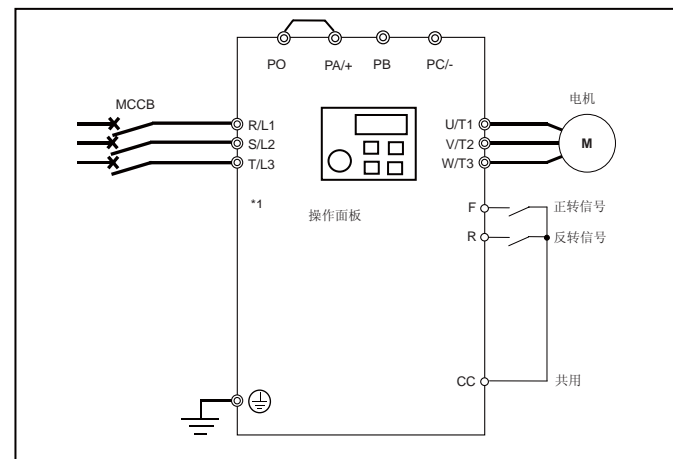 PO PA/+ PB PC/-
MCCB
电机
R/L1
U/T1
S/L2
V/T2
M
T/L3
W/T3
*1
操作面板
F
正转信号
R
反转信号
CC
共用